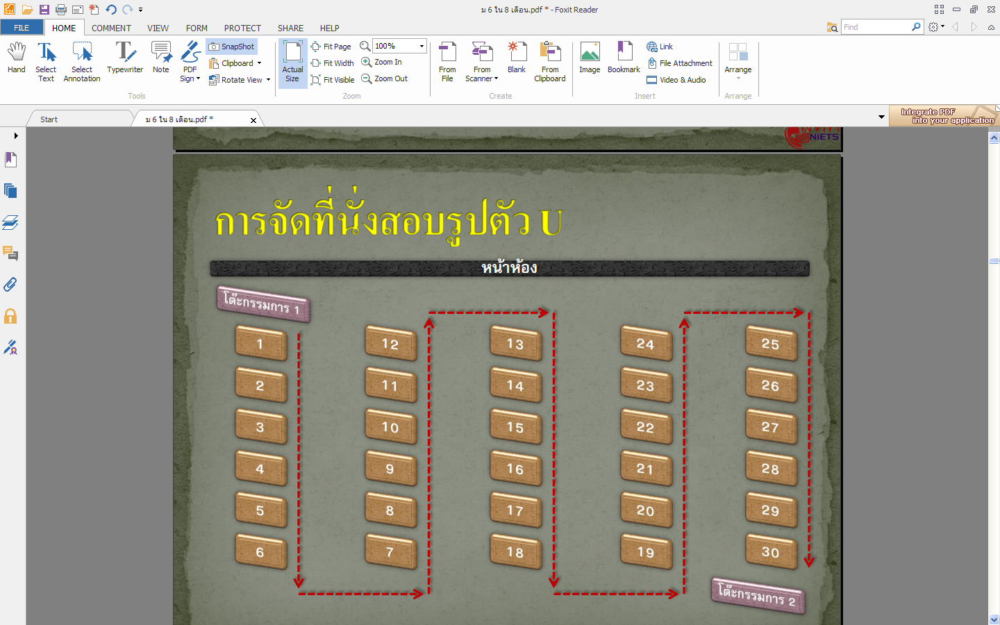 ม 6 ใน 8 เดือน.pdf * - Foxit Reader
FILE HOME COMMENT VIEW FORM PROTECT SHARE HELP
Find
Hand
Select Text
Select Annotation
Typewriter
Note
PDF Sign
SnapShot
Clipboard
Rotate View
Tools
Actual Size
Fit Page
Fit Width
Fit Visible
100%
Zoom In
Zoom Out
Zoom
From File
From Scanner
Blank
From Clipboard
Create
Image
Bookmark
Link
File Attachment
Video & Audio
Insert
Arrange
Arrange
Start
ม 6 ใน 8 เดือน.pdf *
Integrate PDF
into your application
NIETS
การจัดที่นั่งสอบรูปตัว U
หน้าห้อง
โต๊ะกรรมการ 1
1 12 13 24 25
2 11 14 23 26
3 10 15 22 27
4 9 16 21 28
5 8 17 20 29
6 7 18 19 30
โต๊ะกรรมการ 2